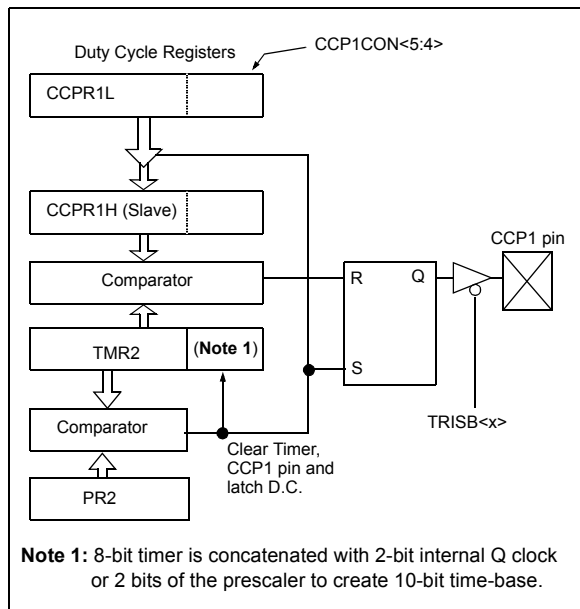 Duty Cycle Registers
CCP1CON<5:4>
CCPR1L
CCPR1H (Slave)
CCP1 pin
Comparator
R
Q
TMR2
(Note 1)
S
TRISB<x>
Comparator
Clear Timer,
CCP1 pin and
latch D.C.
PR2
Note 1: 8-bit timer is concatenated with 2-bit internal Q clock
or 2 bits of the prescaler to create 10-bit time-base.